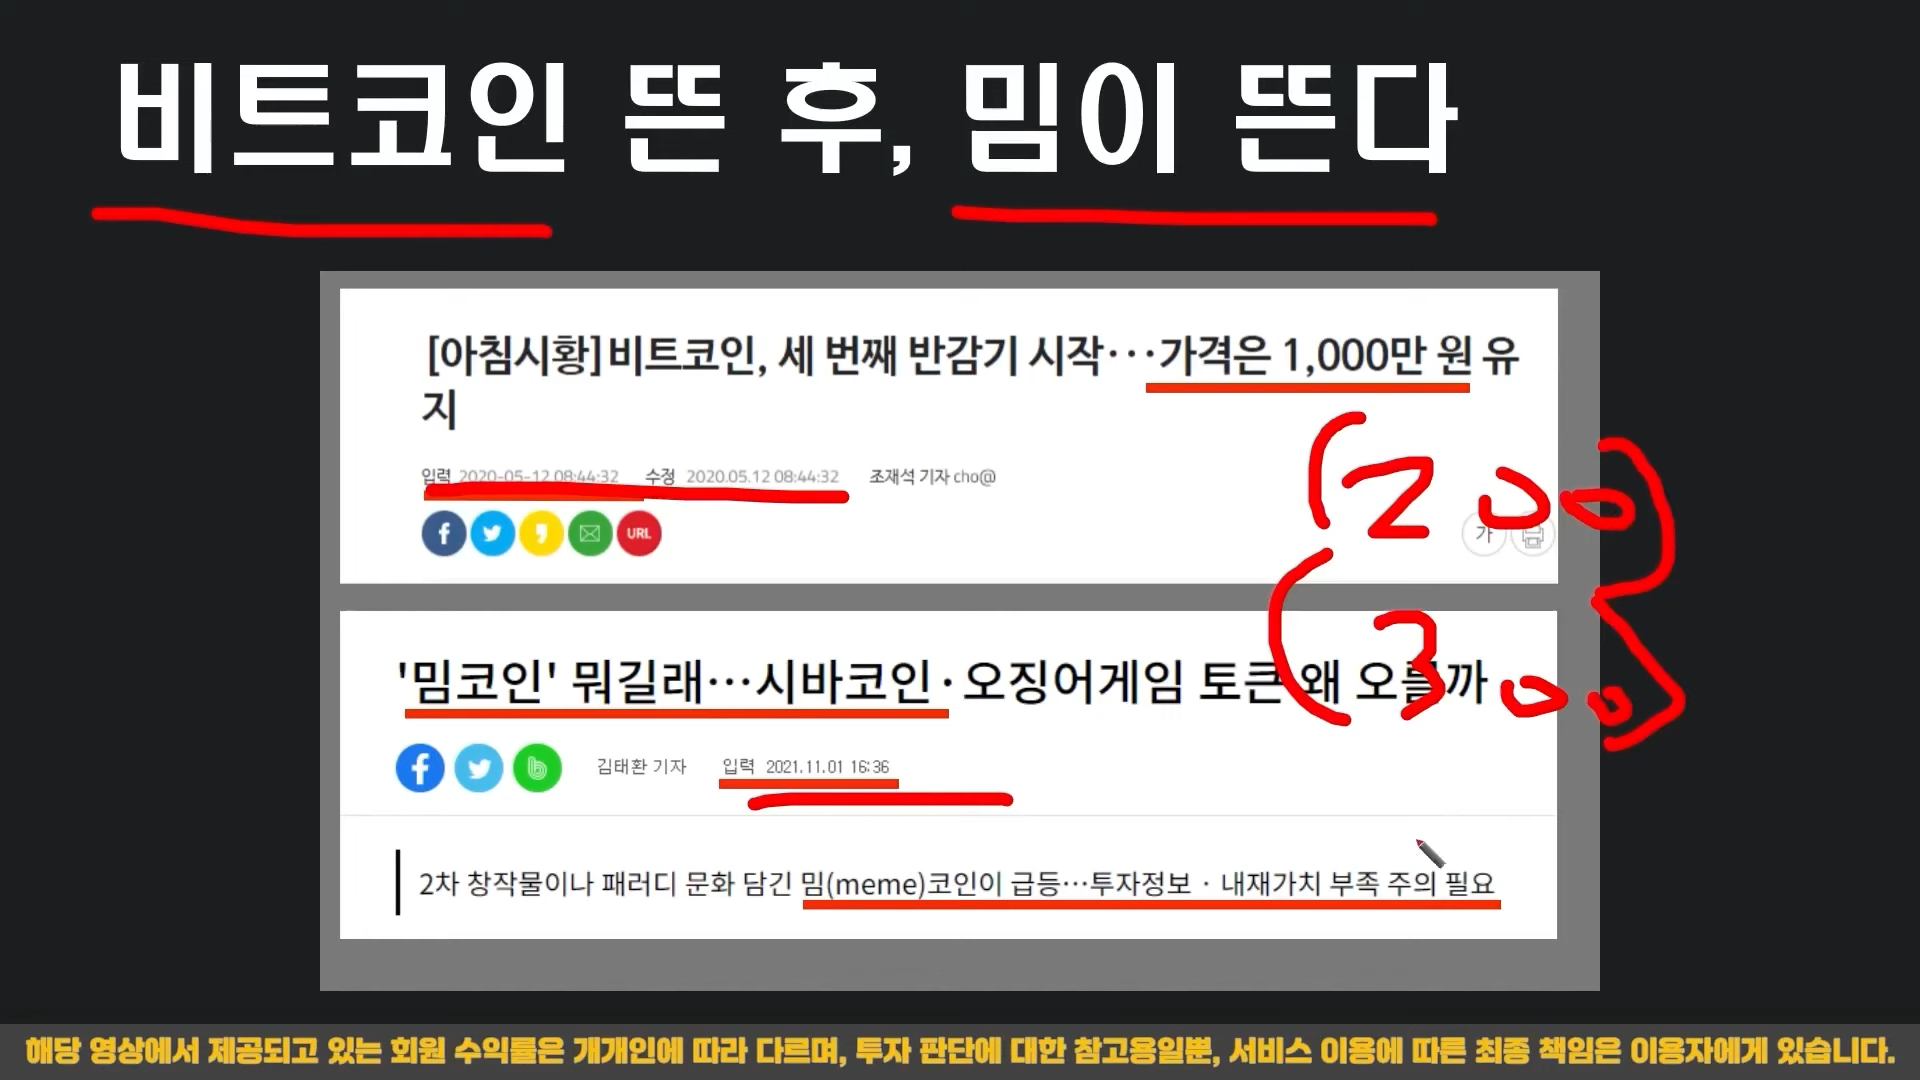 비트코인 뜬 후, 밈이 뜬다
[아침시황]비트코인, 세 번째 반감기 시작···가격은 1,000만 원 유
지
입력 2020-05-12 08:44:32 수정 2020.05.12 08:44:32 조재석 기자 cho@
URL
가
200
300
'밈코인' 뭐길래···시바코인·오징어게임 토큰 왜 오를까
김태환 기자 입력 2021.11.01 16:36
2차 창작물이나 패러디 문화 담긴 밈(meme)코인이 급등···투자정보 · 내재가치 부족 주의 필요
해당 영상에서 제공되고 있는 회원 수익률은 개개인에 따라 다르며, 투자 판단에 대한 참고용일뿐, 서비스 이용에 따른 최종 책임은 이용자에게 있습니다.